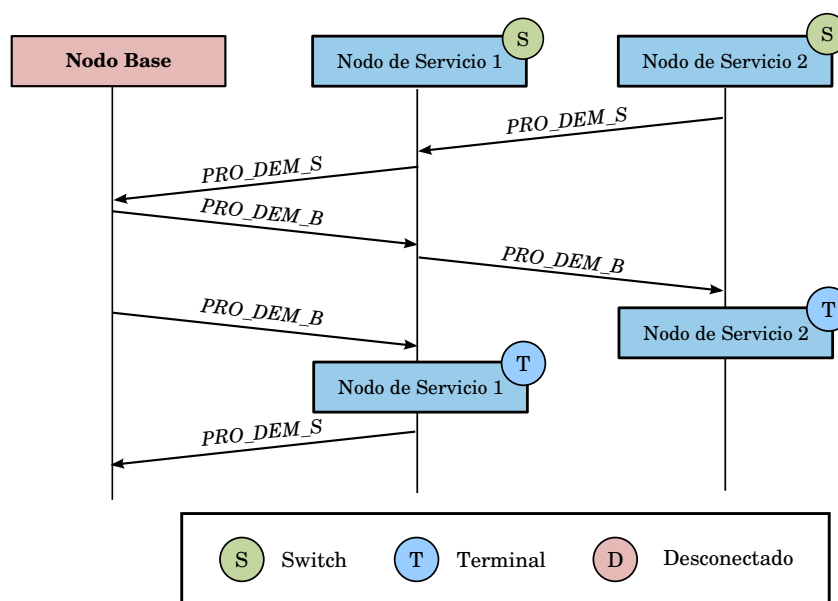 S
S
Nodo Base
Nodo de Servicio 1
Nodo de Servicio 2
PRO_DEM_S
PRO_DEM_S
PRO_DEM_B
PRO_DEM_B
PRO_DEM_B
T
Nodo de Servicio 2
T
Nodo de Servicio 1
PRO_DEM_S
S Switch
T Terminal
D Desconectado